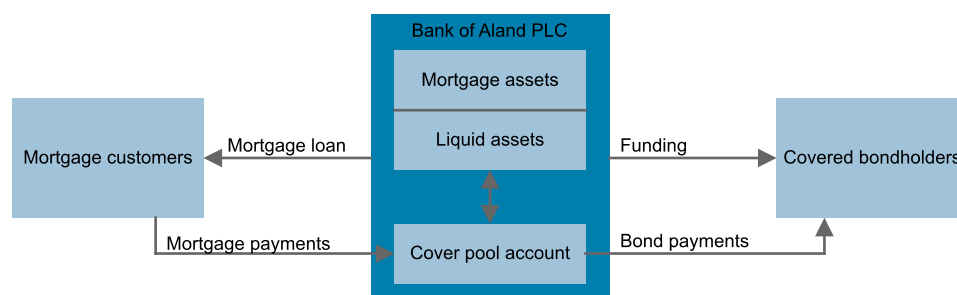 Bank of Aland PLC
Mortgage assets
Liquid assets
Mortgage customers
Mortgage loan
Funding
Covered bondholders
Mortgage payments
Cover pool account
Bond payments